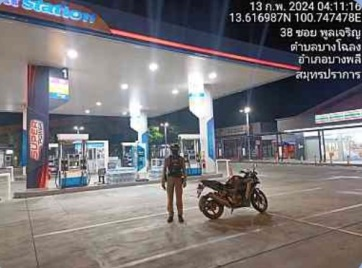 Station
13 ก.พ. 2024 04:11:16
13.616987N 100.747478E
38 ซอย พูลเจริญ
ตำบลบางโฉลง
อำเภอบางพลี
สมุทรปราการ
1